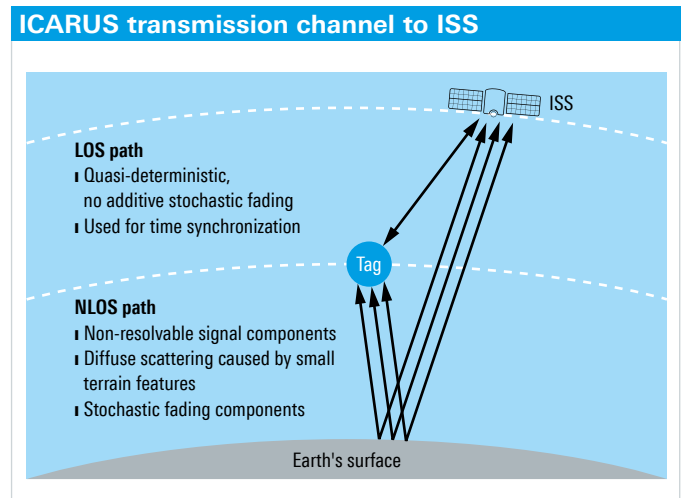 ICARUS transmission channel to ISS
ISS
LOS path
Quasi-deterministic,
no additive stochastic fading
Used for time synchronization
Tag
NLOS path
Non-resolvable signal components
Diffuse scattering caused by small
terrain features
Stochastic fading components
Earth's surface